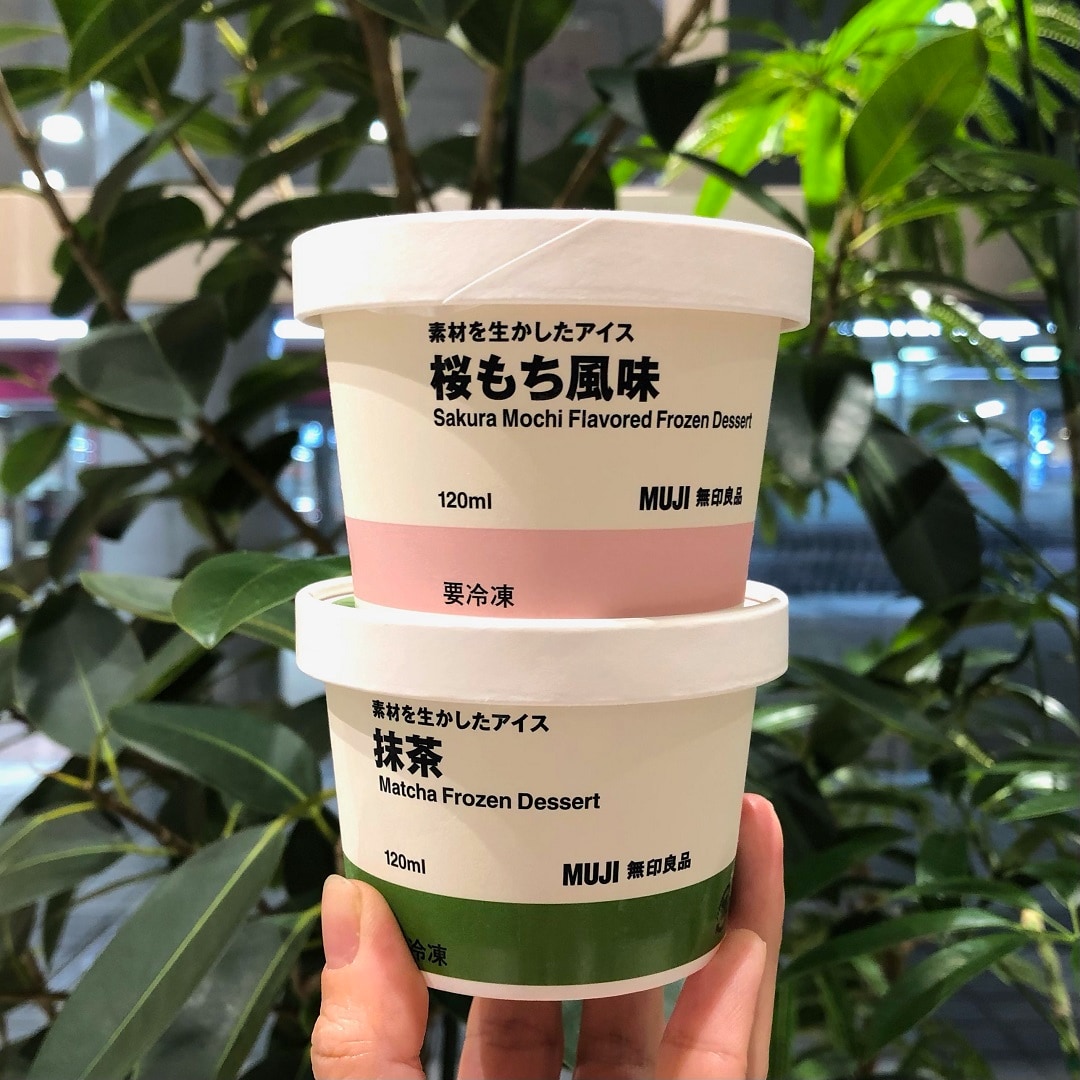 素材を生かしたアイス
桜もち風味
Sakura Mochi Flavored Frozen Dessert
120ml
MUJI 無印良品
要冷凍
素材を生かしたアイス
抹茶
Matcha Frozen Dessert
120ml
MUJI 無印良品
冷凍